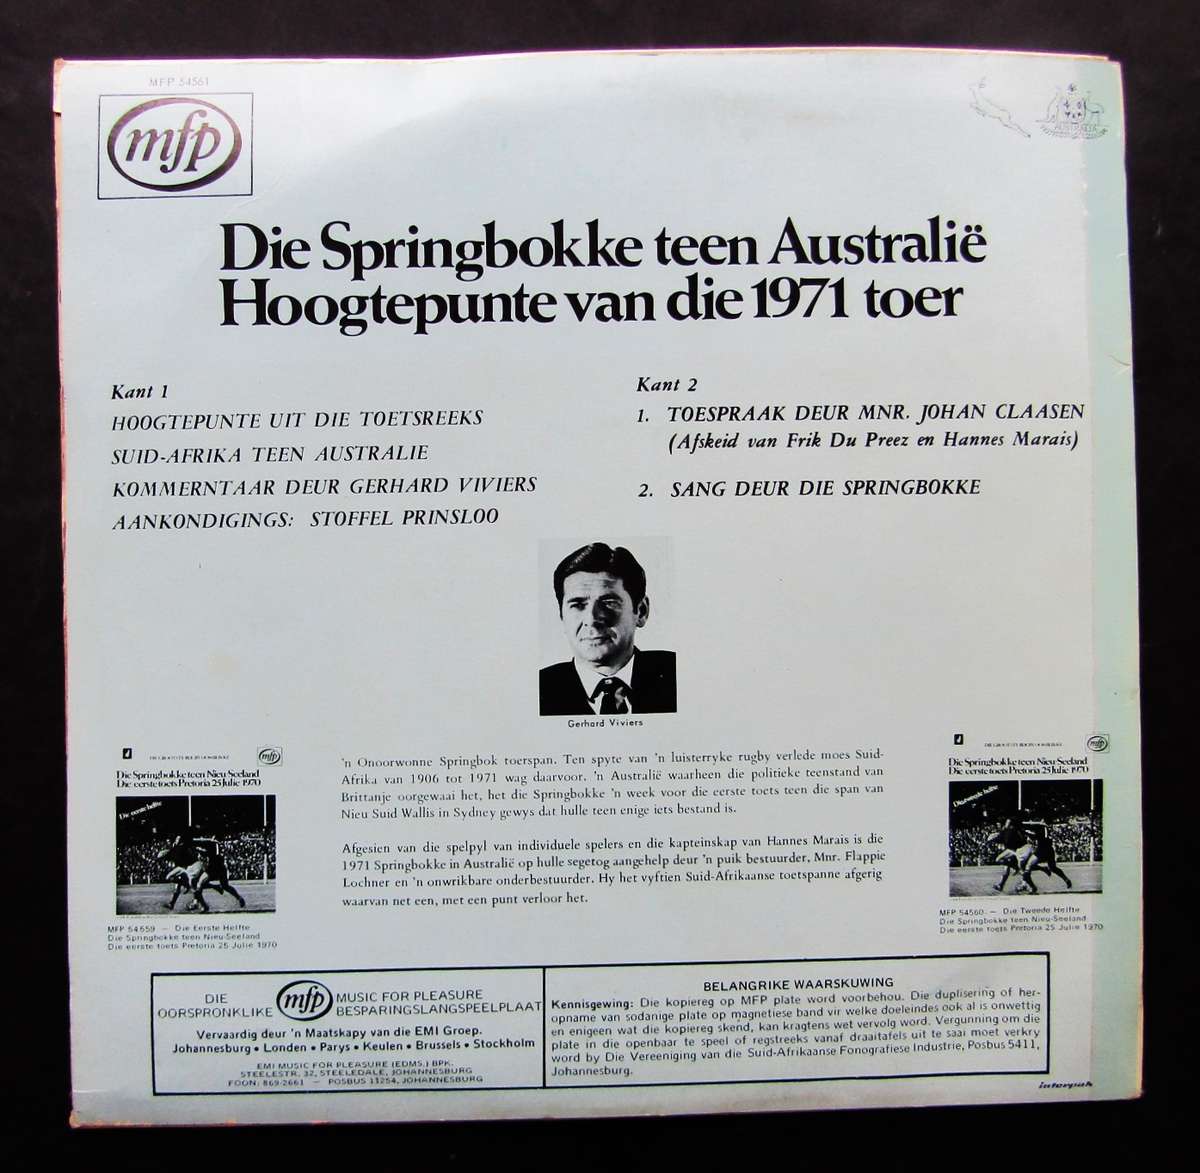 MFP 54561
mfp
AUSTRALIA
Die Springbokke teen Australië
Hoogtepunte van die 1971 toer
Kant 1
HOOGTEPUNTE UIT DIE TOETSREEKS
SUID-AFRIKA TEEN AUSTRALIE
KOMMERNTAAR DEUR GERHARD VIVIERS
AANKONDIGINGS: STOFFEL PRINSLOO
Kant 2
1. TOESPRAAK DEUR MNR. JOHAN CLAASEN
(Afskeid van Frik Du Preez en Hannes Marais)
2. SANG DEUR DIE SPRINGBOKKE
Gerhard Viviers
'n Onoorwonne Springbok toerspan. Ten spyte van 'n luisterryke rugby verlede moes Suid-
Afrika van 1906 tot 1971 wag daarvoor. 'n Australië waarheen die politieke teenstand van
Brittanje oorgewaai het, het die Springbokke 'n week voor die eerste toets teen die span van
Nieu Suid Wallis in Sydney gewys dat hulle teen enige iets bestand is.
Afgesien van die spelpyl van individuele spelers en die kapteinskap van Hannes Marais is die
1971 Springbokke in Australië op hulle segetog aangehelp deur 'n puik bestuurder, Mnr. Flappie
Lochner en 'n onwrikbare onderbestuurder. Hy het vyftien Suid-Afrikaanse toetspanne afgerig
waarvan net een, met een punt verloor het.
mfp
Die Springbokke teen Nieu Seeland
Die eerste toets Pretoria 25 Julie 1970
Die eerste helfte
MFP 54559 — Die Eerste Helfte
Die Springbokke teen Nieu-Seeland
Die eerste toets Pretoria 25 Julie 1970
mfp
Die Springbokke teen Nieu Seeland
Die eerste toets Pretoria 25 Julie 1970
Die tweede helfte
MFP 54560 — Die Tweede Helfte
Die Springbokke teen Nieu-Seeland
Die eerste toets Pretoria 25 Julie 1970
DIE OORSPRONKLIKE mfp MUSIC FOR PLEASURE BESPARINGSLANGSPEELPLAAT
Vervaardig deur 'n Maatskapy van die EMI Groep.
Johannesburg • Londen • Parys • Keulen • Brussels • Stockholm
EMI MUSIC FOR PLEASURE (EDMS.) BPK.
STEELESTR. 32, STEELEDALE, JOHANNESBURG
FOON: 869-2661 — POSBUS 11254, JOHANNESBURG
BELANGRIKE WAARSKUWING
Kennisgewing: Die kopiereg op MFP plate word voorbehou. Die duplisering of her-
opname van sodanige plate op magnetiese band vir welke doeleindes ook al is onwettig
en enigeen wat die kopiereg skend, kan kragtens wet vervolg word. Vergunning om die
plate in die openbaar te speel of regstreeks vanaf draaitafels uit te saai moet verkry
word by Die Vereeniging van die Suid-Afrikaanse Fonografiese Industrie, Posbus 5411,
Johannesburg.
interpak